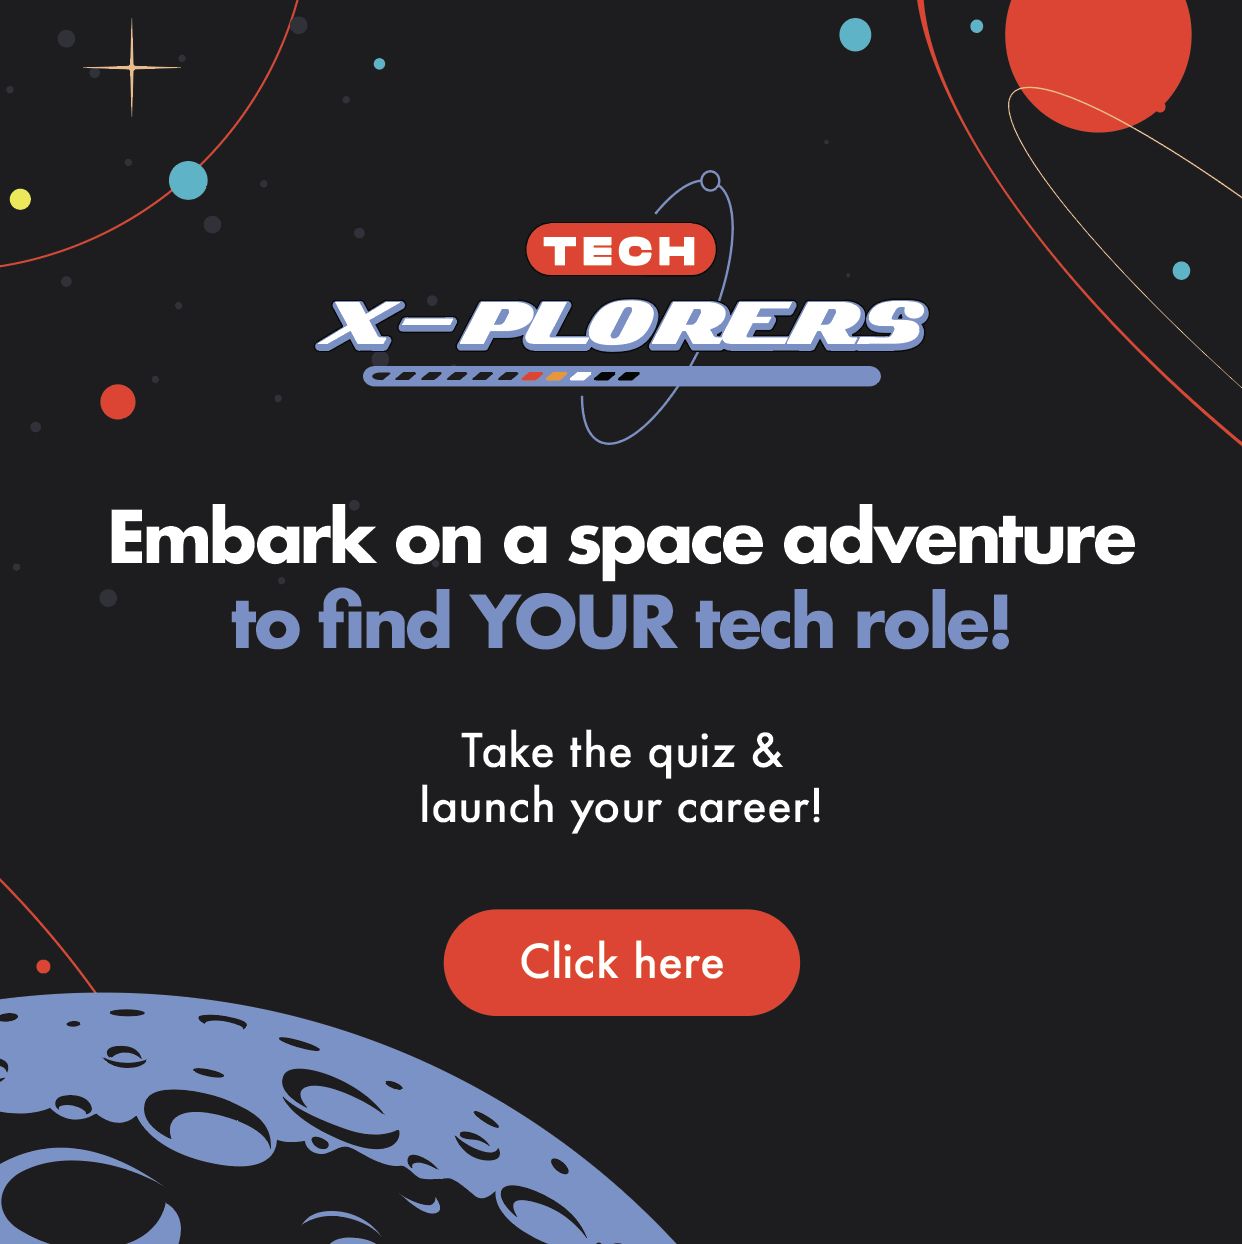 TECH
X-PLORERS
Embark on a space adventure
to find YOUR tech role!
Take the quiz &
launch your career!
Click here